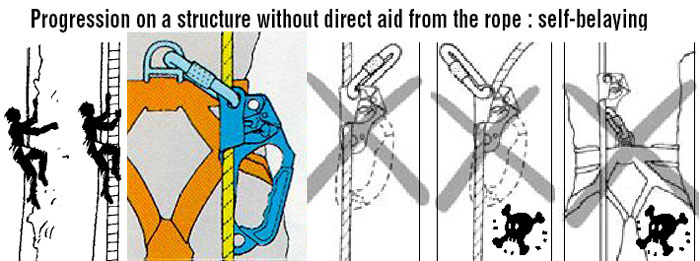 Progression on a structure without direct aid from the rope : self-belaying